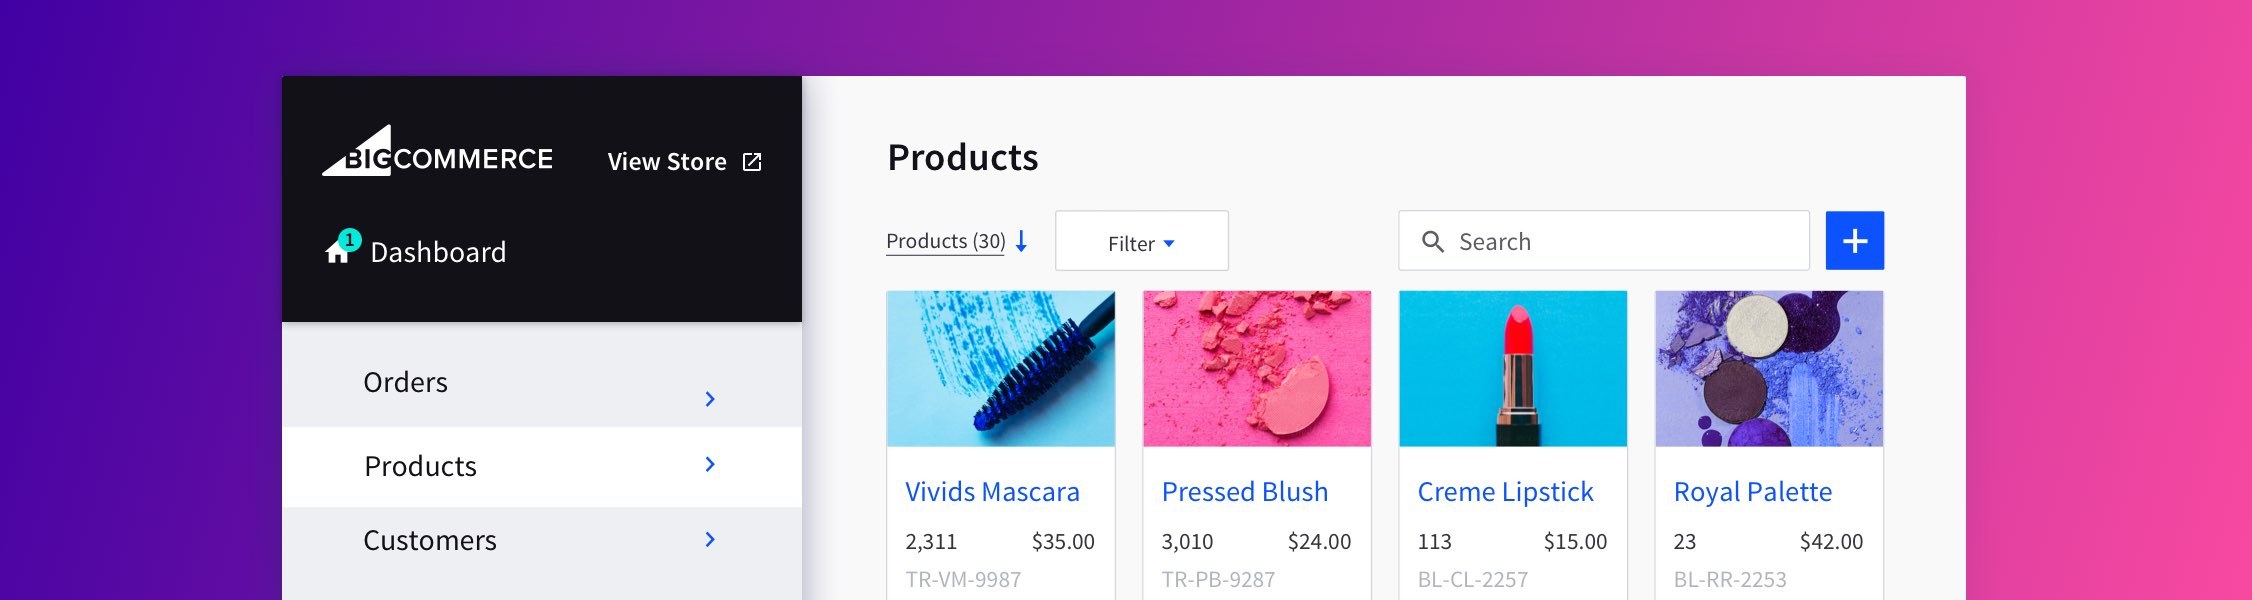 BIGCOMMERCE
View Store
1
Dashboard
Orders
Products
Customers
Products
Products (30)
Filter
Search
Vivids Mascara
2,311 $35.00
TR-VM-9987
Pressed Blush
3,010 $24.00
TR-PB-9287
Creme Lipstick
113 $15.00
BL-CL-2257
Royal Palette
23 $42.00
BL-RR-2253